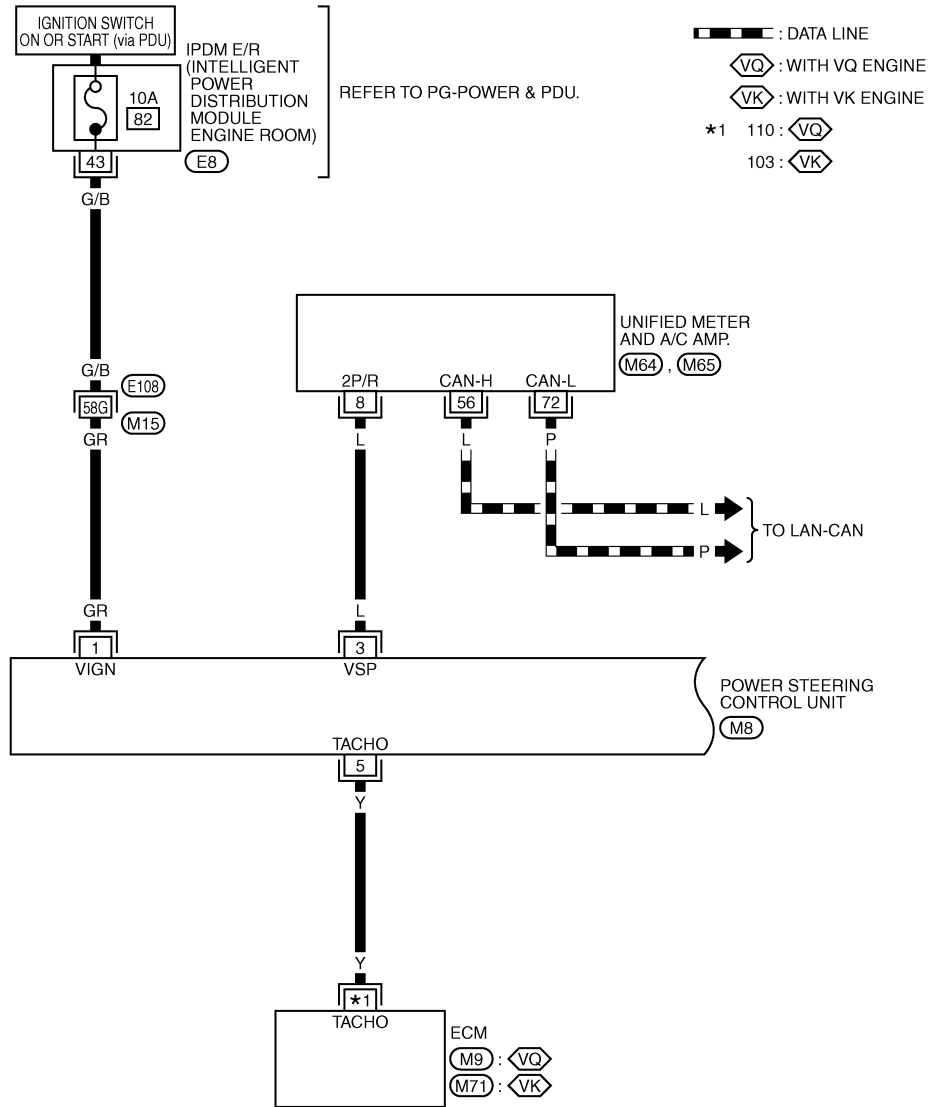 IGNITION SWITCH
ON OR START (via PDU)
IPDM E/R
(INTELLIGENT
POWER
DISTRIBUTION
MODULE
ENGINE ROOM)
10A
82
43
E8
REFER TO PG-POWER & PDU.
: DATA LINE
VQ : WITH VQ ENGINE
VK : WITH VK ENGINE
*1 110 : VQ
103 : VK
G/B
G/B
E108
58G
M15
GR
GR
UNIFIED METER
AND A/C AMP.
M64 , M65
2P/R CAN-H CAN-L
8 56 72
L L P
L
P
TO LAN-CAN
L
1 3
VIGN VSP
POWER STEERING
CONTROL UNIT
M8
TACHO
5
Y
Y
*1
TACHO
ECM
M9 : VQ
M71 : VK